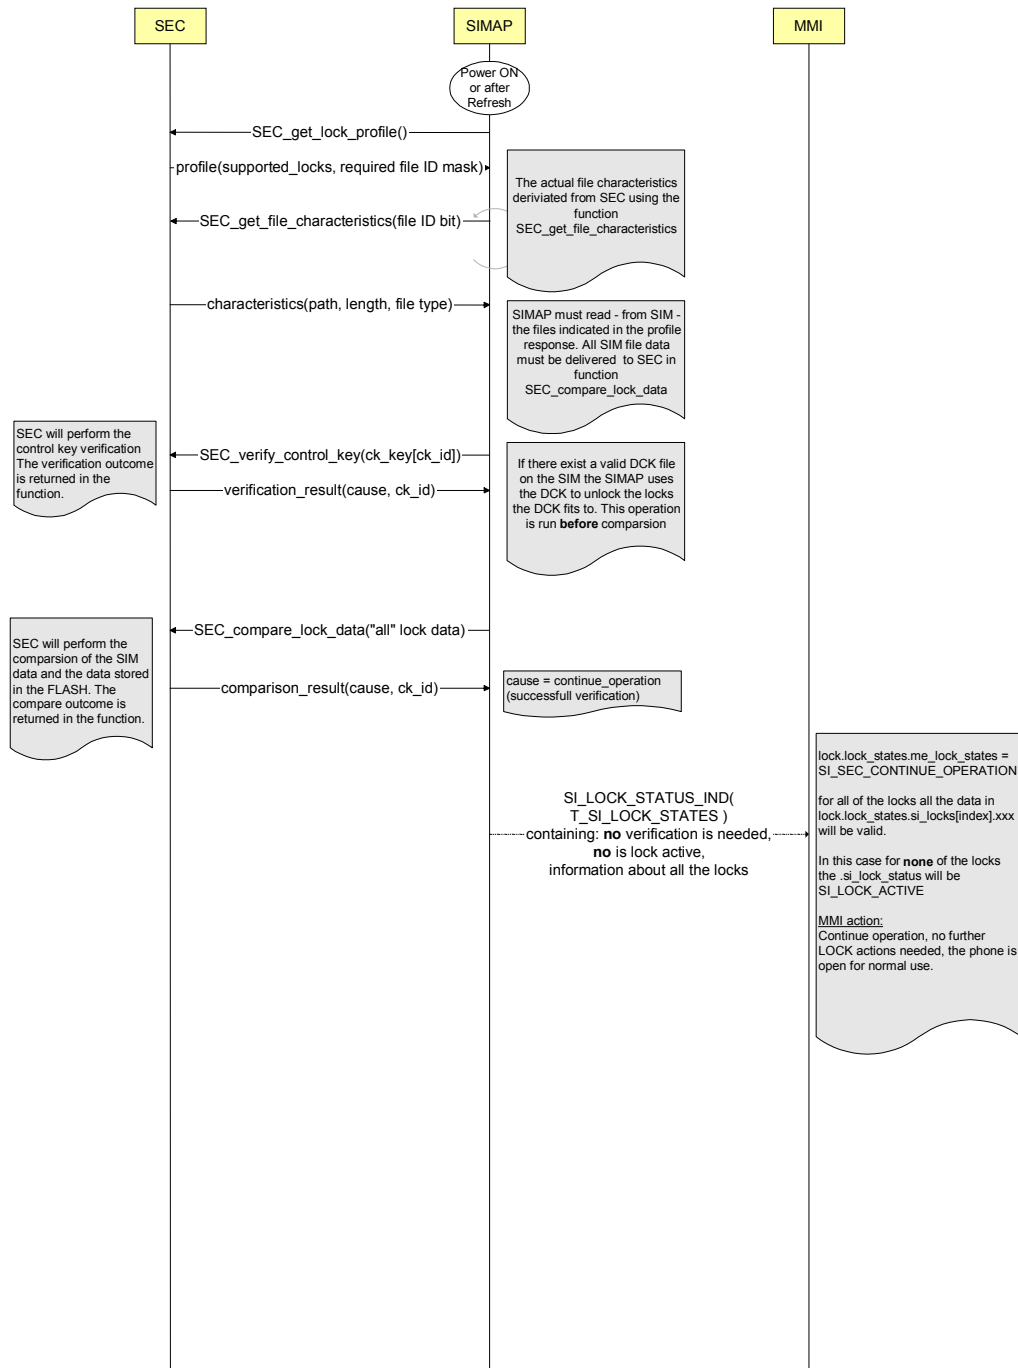 SEC
SIMAP
MMI
Power ON
or after
Refresh
SEC_get_lock_profile()
profile(supported_locks, required file ID mask)
The actual file characteristics
deriviated from SEC using the
function
SEC_get_file_characteristics
SEC_get_file_characteristics(file ID bit)
characteristics(path, length, file type)
SIMAP must read - from SIM -
the files indicated in the profile
response. All SIM file data
must be delivered  to SEC in
function
SEC_compare_lock_data
SEC will perform the
control key verification
The verification outcome
is returned in the
function.
SEC_verify_control_key(ck_key[ck_id])
verification_result(cause, ck_id)
If there exist a valid DCK file
on the SIM the SIMAP uses
the DCK to unlock the locks
the DCK fits to. This operation
is run before comparsion
SEC will perform the
comparsion of the SIM
data and the data stored
in the FLASH. The
compare outcome is
returned in the function.
SEC_compare_lock_data("all" lock data)
comparison_result(cause, ck_id)
cause = continue_operation
(successfull verification)
SI_LOCK_STATUS_IND(
T_SI_LOCK_STATES )
containing: no verification is needed,
no is lock active,
information about all the locks
lock.lock_states.me_lock_states =
SI_SEC_CONTINUE_OPERATION
for all of the locks all the data in
lock.lock_states.si_locks[index].xxx
will be valid.
In this case for none of the locks
the .si_lock_status will be
SI_LOCK_ACTIVE
MMI action:
Continue operation, no further
LOCK actions needed, the phone is
open for normal use.